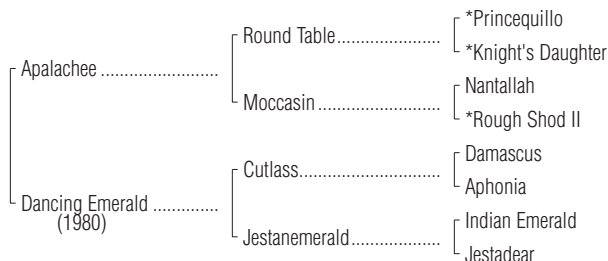 *Princequillo
Round Table
*Knight's Daughter
Apalachee
Nantallah
Moccasin
*Rough Shod II
Damascus
Cutlass
Aphonia
Dancing Emerald
(1980)
Indian Emerald
Jestanemerald
Jestadear